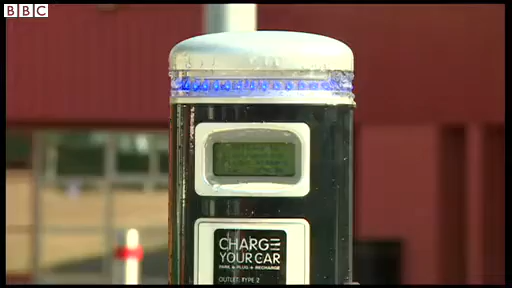 BBC
CHARGE
YOUR CAR
PARK + PLUG + RECHARGE
OUTLET: TYPE 2